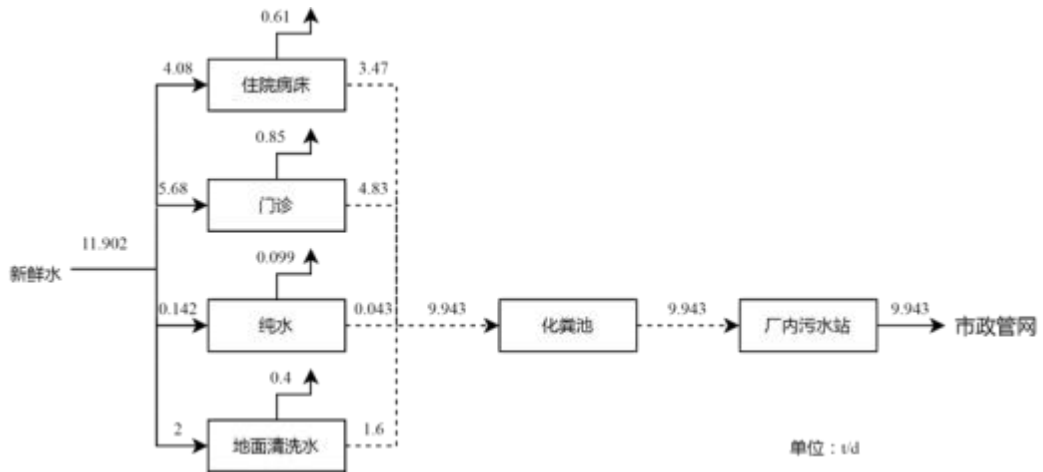 0.61
4.08
住院病床
3.47
0.85
5.68
门诊
4.83
11.902
新鲜水
0.099
0.142
纯水
0.043
9.943
化粪池
9.943
厂内污水站
9.943
市政管网
0.4
2
地面清洗水
1.6
单位：t/d